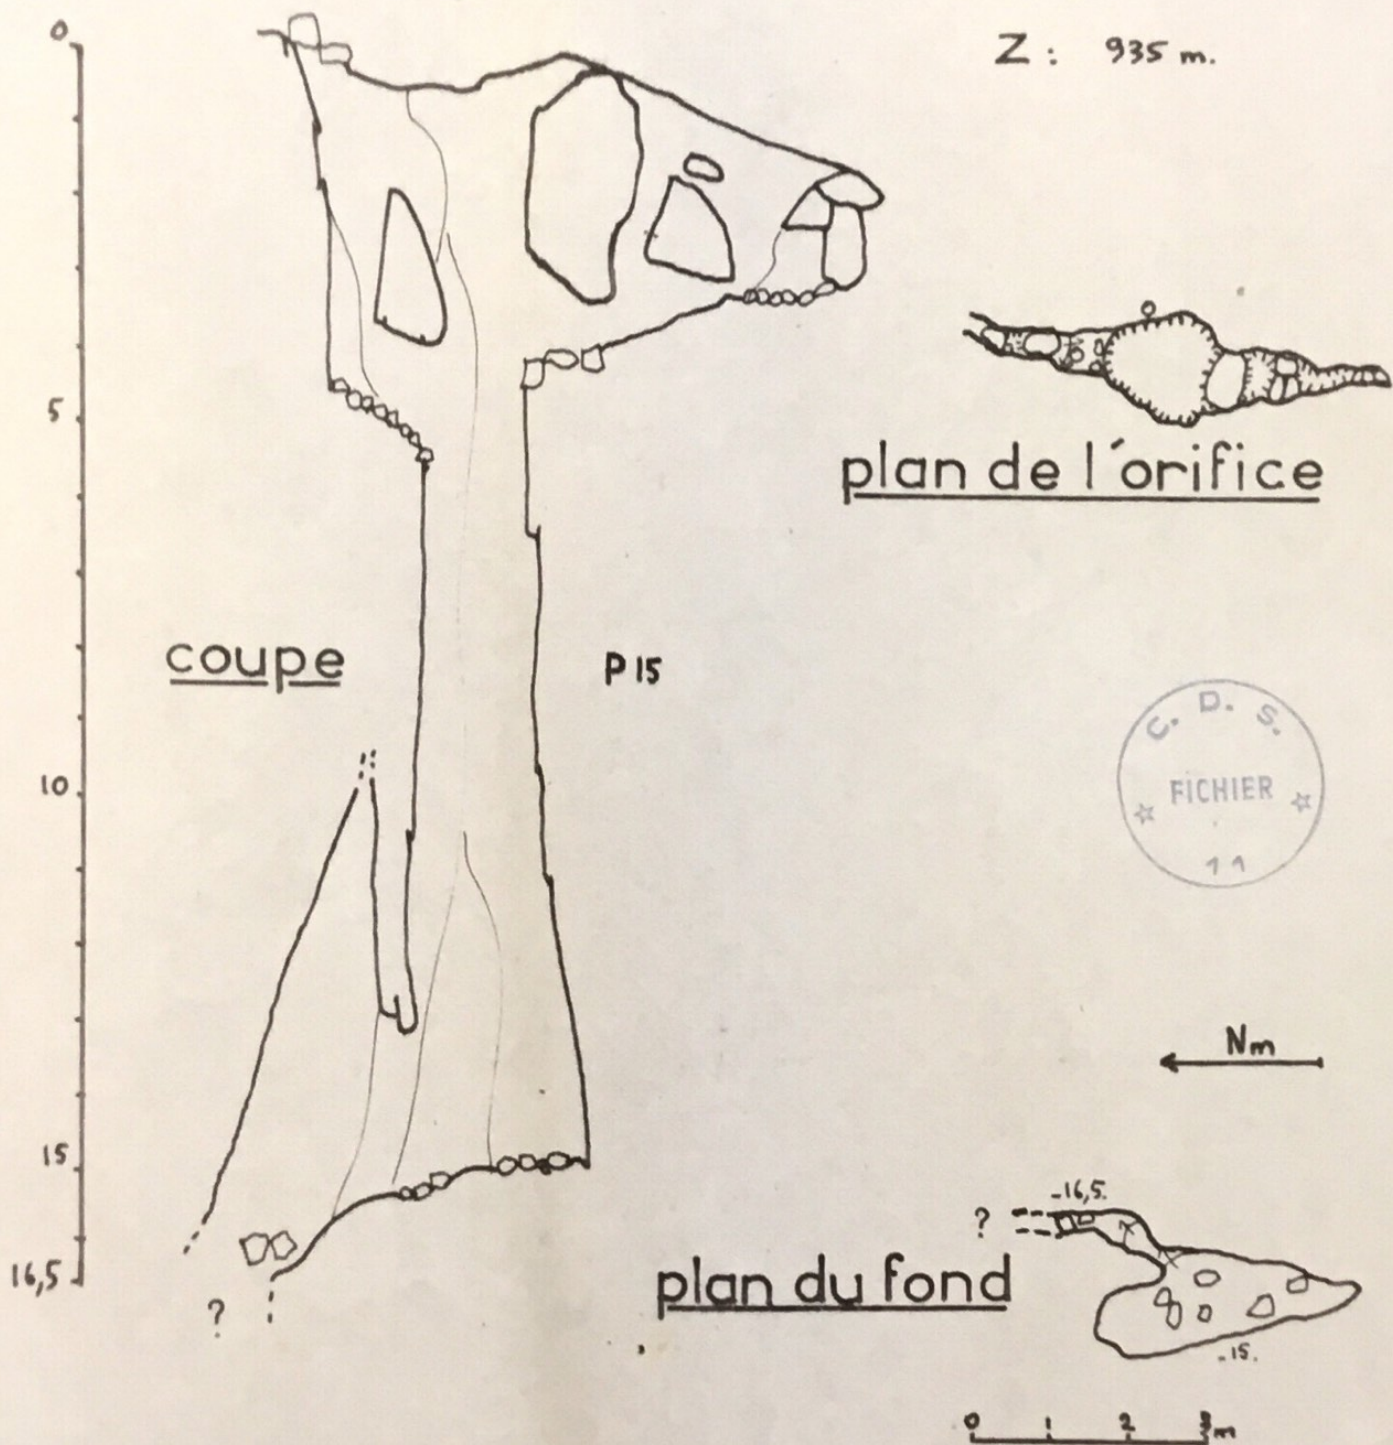 0
Z: 935 m.
5
plan de l'orifice
coupe
P15
C. D. S.
FICHIER
11
10
Nm
15
-16,5.
?
16,5
?
plan du fond
-15.
0 1 2 3m